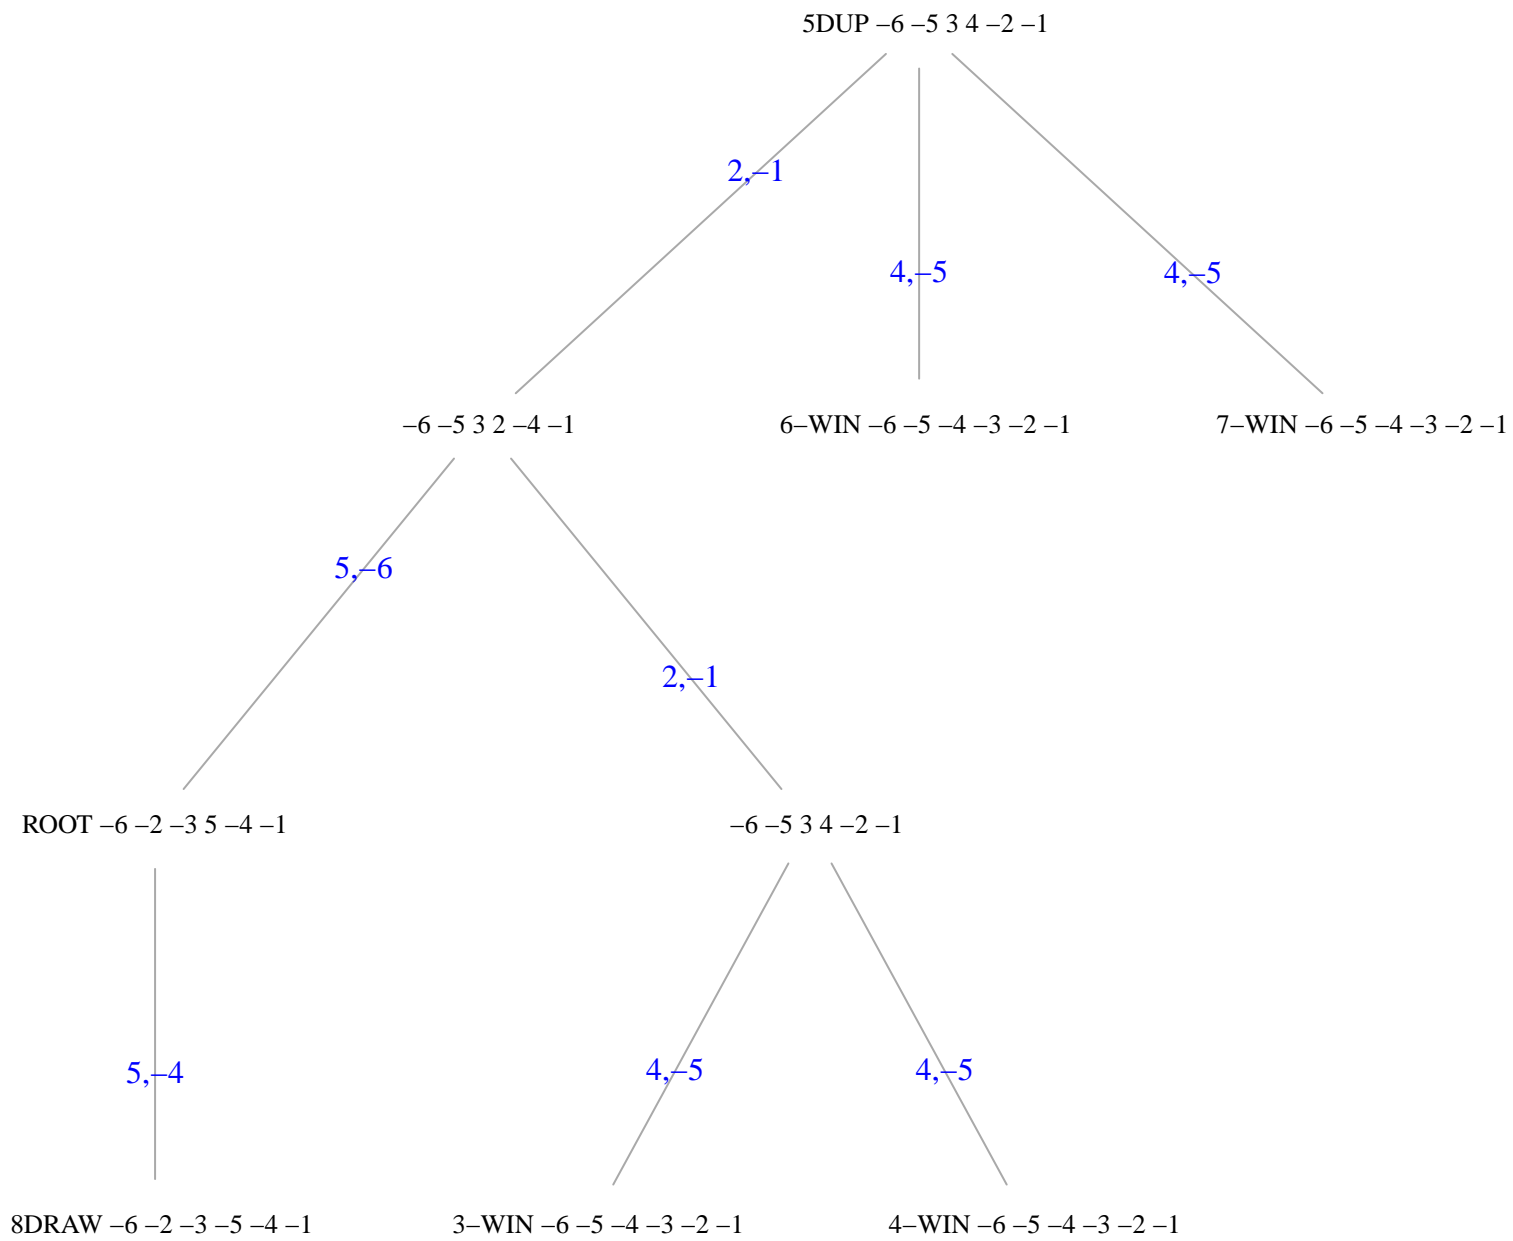 5DUP −6 −5 3 4 −2 −1
2,−1
4,−5
4,−5
−6 −5 3 2 −4 −1
6−WIN −6 −5 −4 −3 −2 −1
7−WIN −6 −5 −4 −3 −2 −1
5,−6
2,−1
ROOT −6 −2 −3 5 −4 −1
−6 −5 3 4 −2 −1
5,−4
4,−5
4,−5
8DRAW −6 −2 −3 −5 −4 −1
3−WIN −6 −5 −4 −3 −2 −1
4−WIN −6 −5 −4 −3 −2 −1